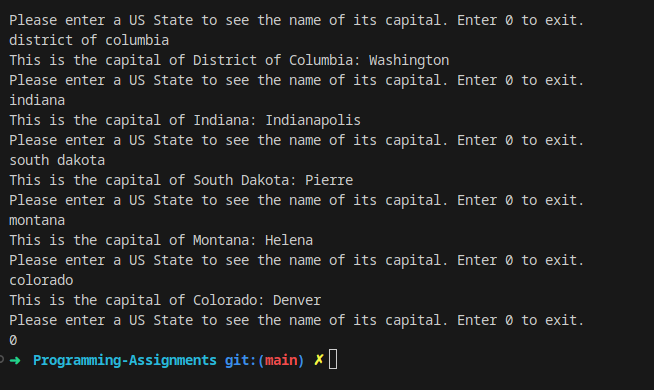 Please enter a US State to see the name of its capital. Enter 0 to exit.
district of columbia
This is the capital of District of Columbia: Washington
Please enter a US State to see the name of its capital. Enter 0 to exit.
indiana
This is the capital of Indiana: Indianapolis
Please enter a US State to see the name of its capital. Enter 0 to exit.
south dakota
This is the capital of South Dakota: Pierre
Please enter a US State to see the name of its capital. Enter 0 to exit.
montana
This is the capital of Montana: Helena
Please enter a US State to see the name of its capital. Enter 0 to exit.
colorado
This is the capital of Colorado: Denver
Please enter a US State to see the name of its capital. Enter 0 to exit.
0
➜ Programming-Assignments git:(main) ✗